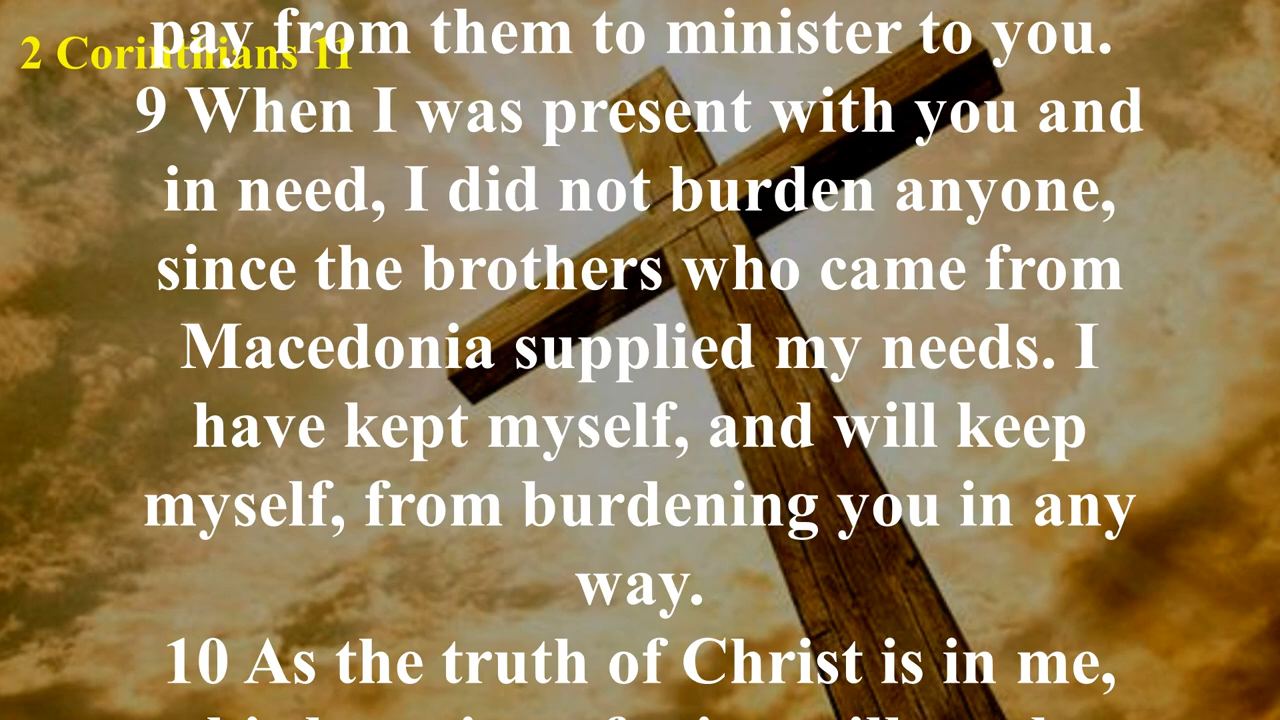 2 Corinthians 11
pay from them to minister to you.
9 When I was present with you and
in need, I did not burden anyone,
since the brothers who came from
Macedonia supplied my needs. I
have kept myself, and will keep
myself, from burdening you in any
way.
10 As the truth of Christ is in me,